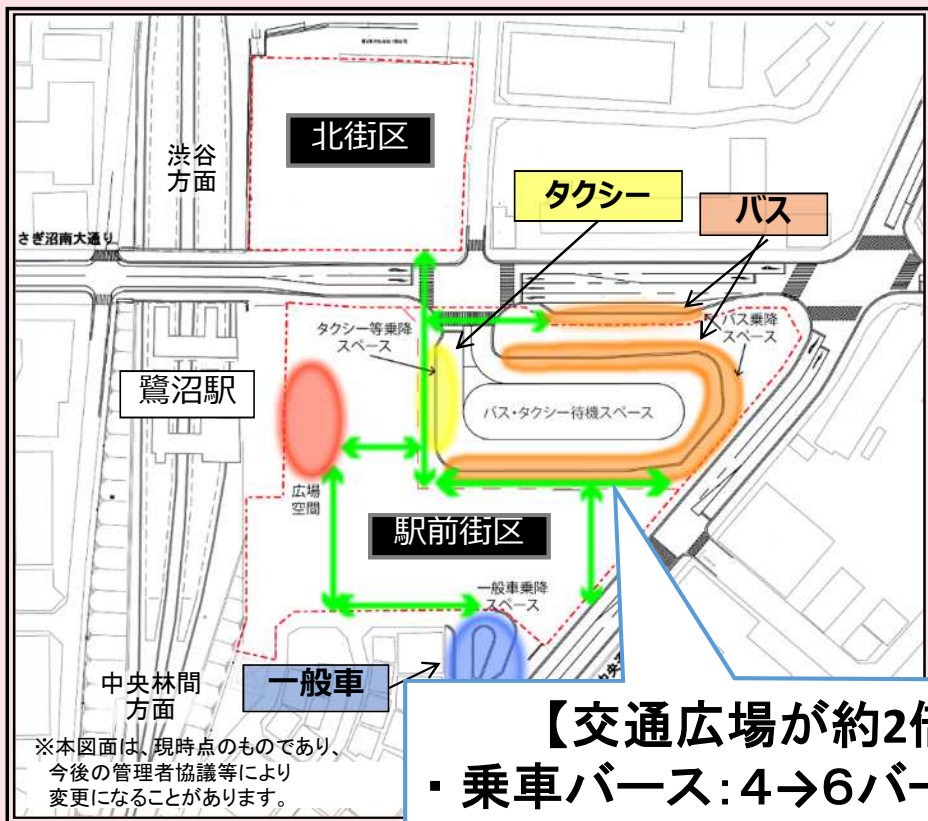 北街区
渋谷
方面
タクシー
バス
さぎ沼南大通り
タクシー等乗降
スペース
バス乗降
スペース
鷺沼駅
バス・タクシー待機スペース
広場
空間
駅前街区
一般車乗降
スペース
一般車
中央林間
方面
【交通広場が約2倍
・乗車バース：4→6バー
※本図面は、現時点のものであり、
今後の管理者協議等により
変更になることがあります。